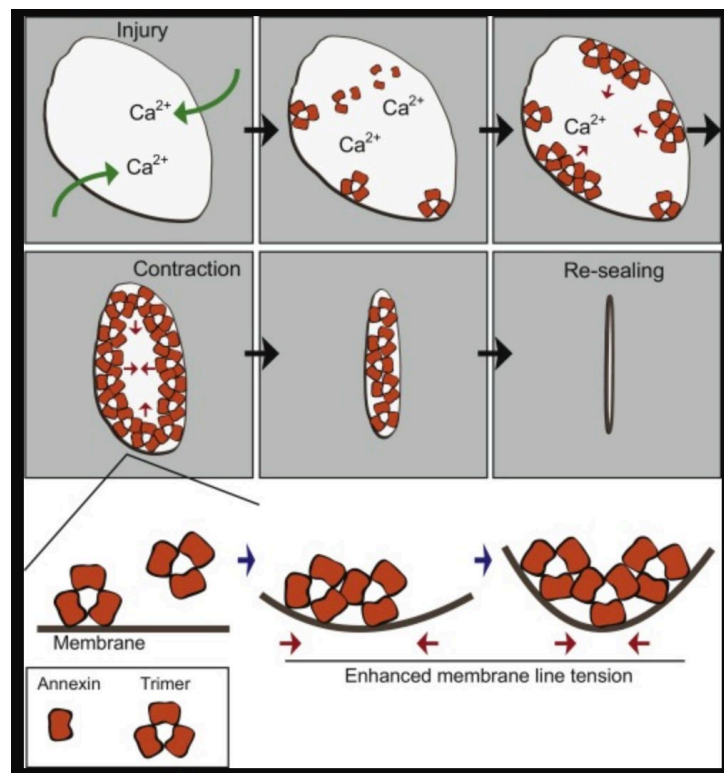 Injury
Ca²⁺
Ca²⁺
Ca²⁺
Ca²⁺
Ca²⁺
Contraction
Re-sealing
Membrane
Enhanced membrane line tension
Annexin Trimer